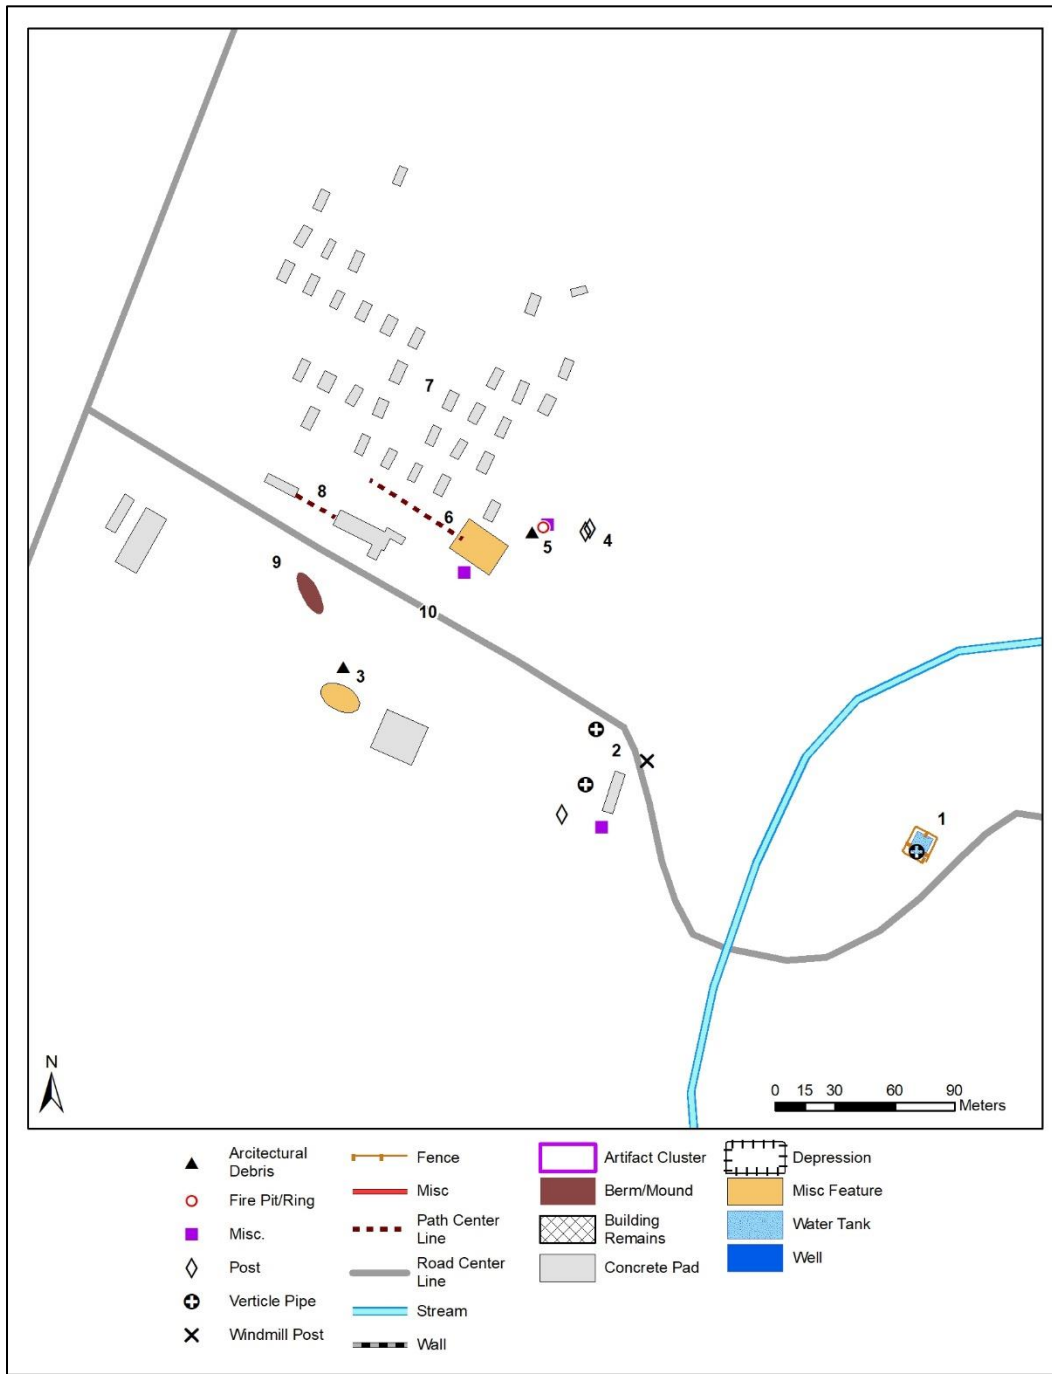 7
8
6
5
4
9
10
3
2
1
N
0 15 30 60 90
Meters
Arcitectural
Debris
Fire Pit/Ring
Misc.
Post
Verticle Pipe
Windmill Post
Fence
Misc
Path Center
Line
Road Center
Line
Stream
Wall
Artifact Cluster
Berm/Mound
Building
Remains
Concrete Pad
Depression
Misc Feature
Water Tank
Well